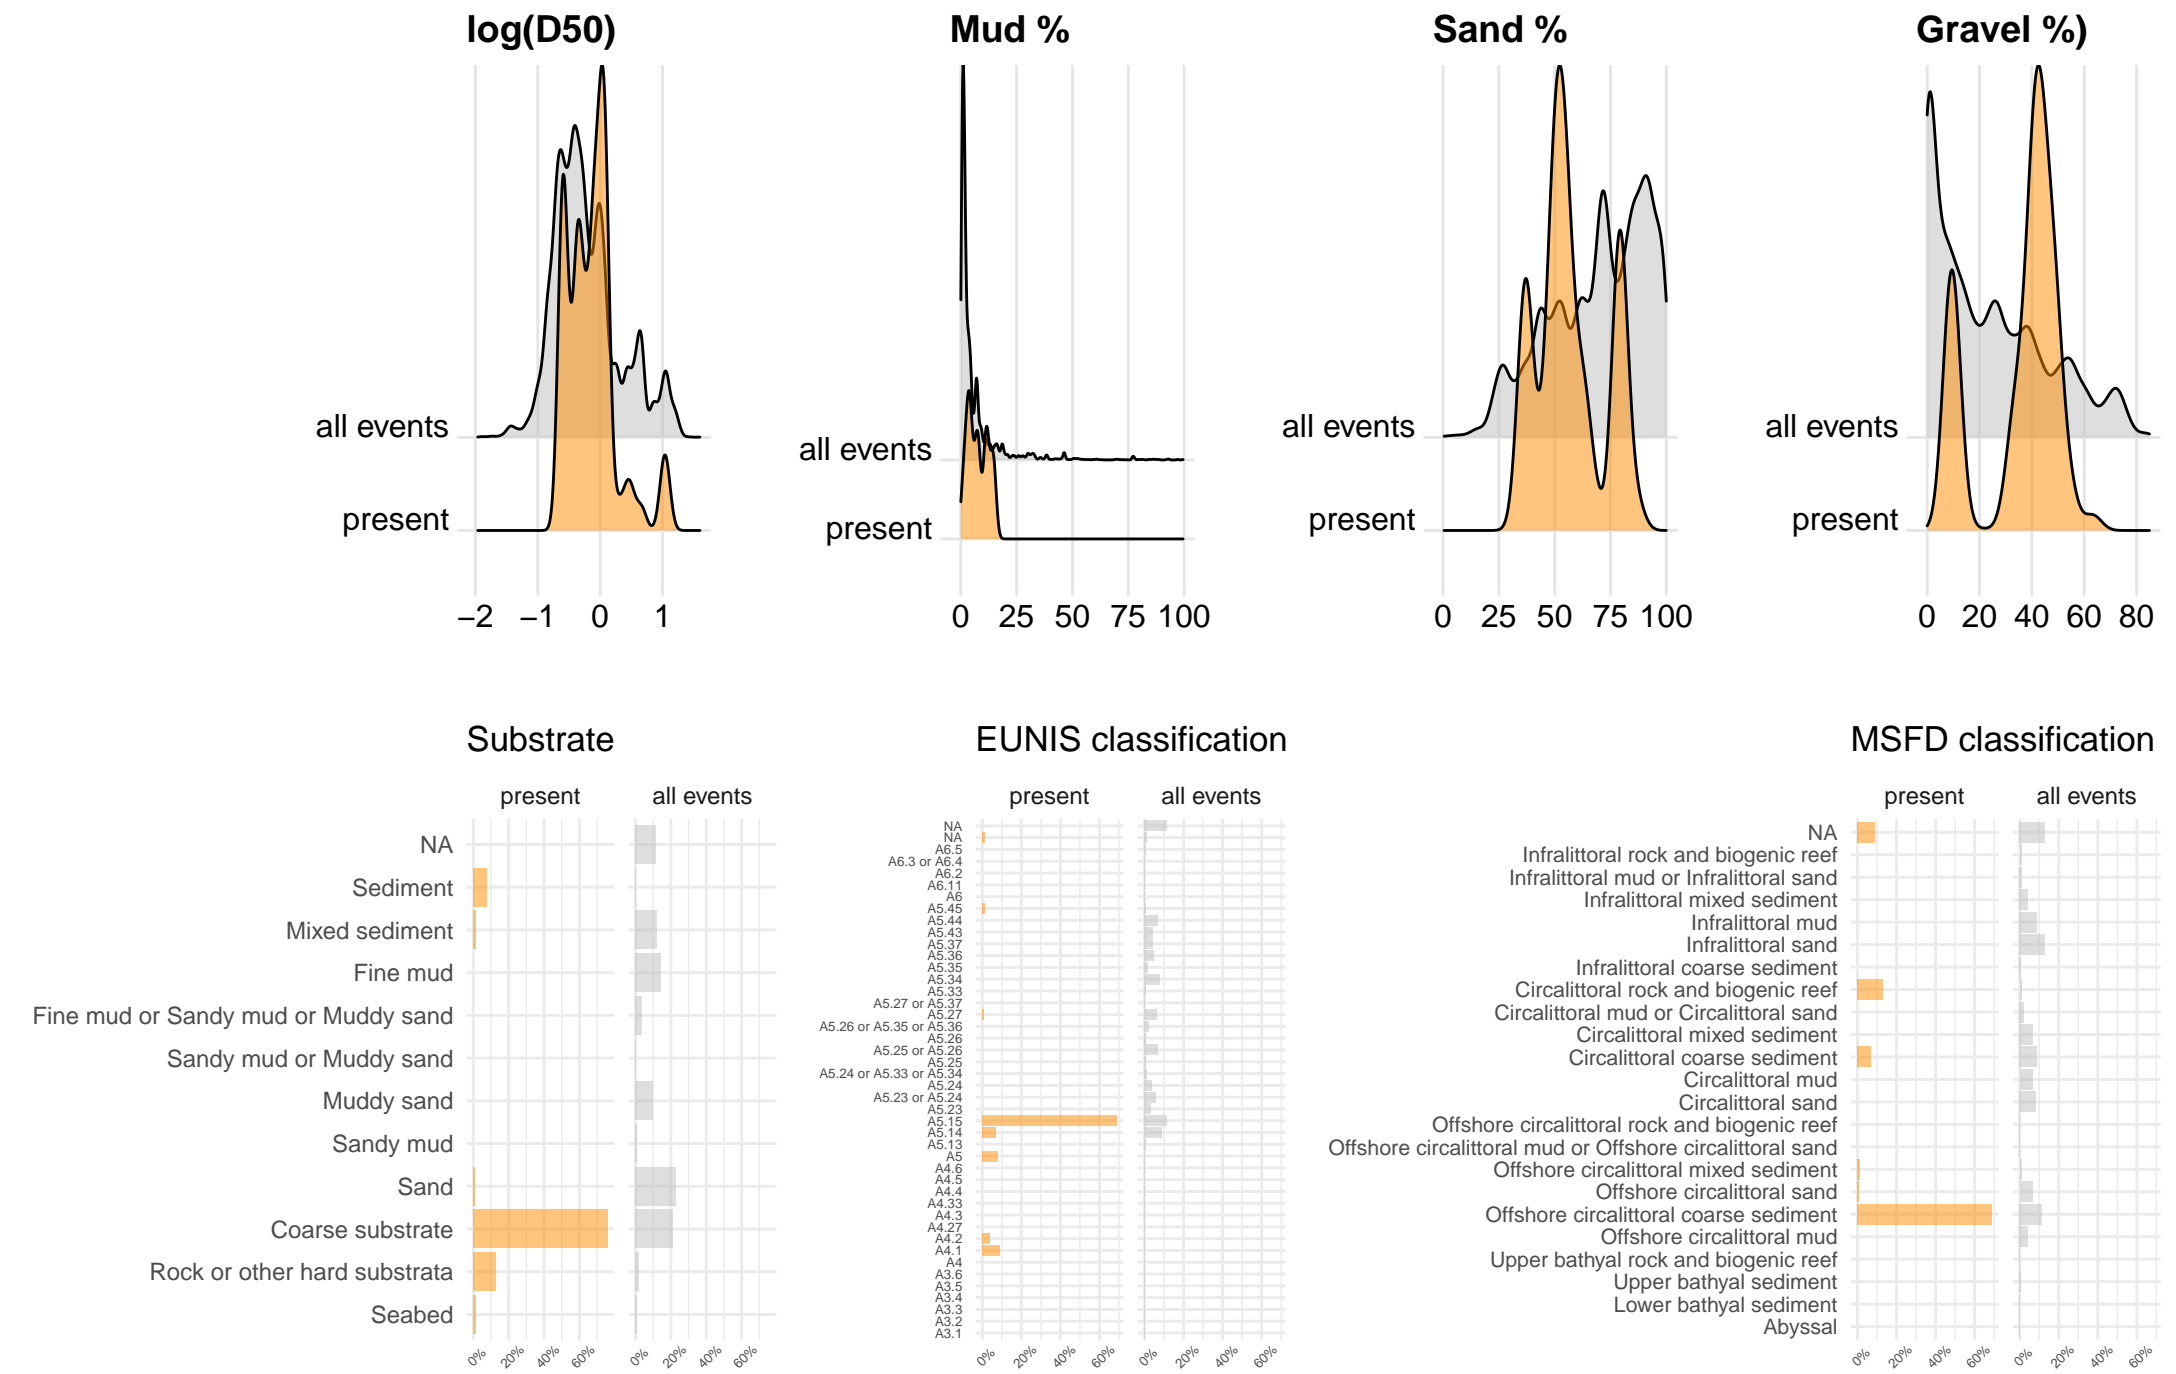 log(D50)
Mud %
Sand %
Gravel %)
all events
present
−2 −1 0 1
all events
present
0 25 50 75 100
all events
present
0 25 50 75 100
all events
present
0 20 40 60 80
Substrate
present all events
NA
Sediment
Mixed sediment
Fine mud
Fine mud or Sandy mud or Muddy sand
Sandy mud or Muddy sand
Muddy sand
Sandy mud
Sand
Coarse substrate
Rock or other hard substrata
Seabed
0% 20% 40% 60% 0% 20% 40% 60%
EUNIS classification
present all events
NA
NA
A6.5
A6.3 or A6.4
A6.2
A6.11
A6
A5.45
A5.44
A5.43
A5.37
A5.36
A5.35
A5.34
A5.33
A5.27 or A5.37
A5.27
A5.26 or A5.35 or A5.36
A5.26
A5.25 or A5.26
A5.25
A5.24 or A5.33 or A5.34
A5.24
A5.23 or A5.24
A5.23
A5.15
A5.14
A5.13
A5
A4.6
A4.5
A4.4
A4.33
A4.3
A4.27
A4.2
A4.1
A4
A3.6
A3.5
A3.4
A3.3
A3.2
A3.1
0% 20% 40% 60% 0% 20% 40% 60%
MSFD classification
present all events
NA
Infralittoral rock and biogenic reef
Infralittoral mud or Infralittoral sand
Infralittoral mixed sediment
Infralittoral mud
Infralittoral sand
Infralittoral coarse sediment
Circalittoral rock and biogenic reef
Circalittoral mud or Circalittoral sand
Circalittoral mixed sediment
Circalittoral coarse sediment
Circalittoral mud
Circalittoral sand
Offshore circalittoral rock and biogenic reef
Offshore circalittoral mud or Offshore circalittoral sand
Offshore circalittoral mixed sediment
Offshore circalittoral sand
Offshore circalittoral coarse sediment
Offshore circalittoral mud
Upper bathyal rock and biogenic reef
Upper bathyal sediment
Lower bathyal sediment
Abyssal
0% 20% 40% 60% 0% 20% 40% 60%